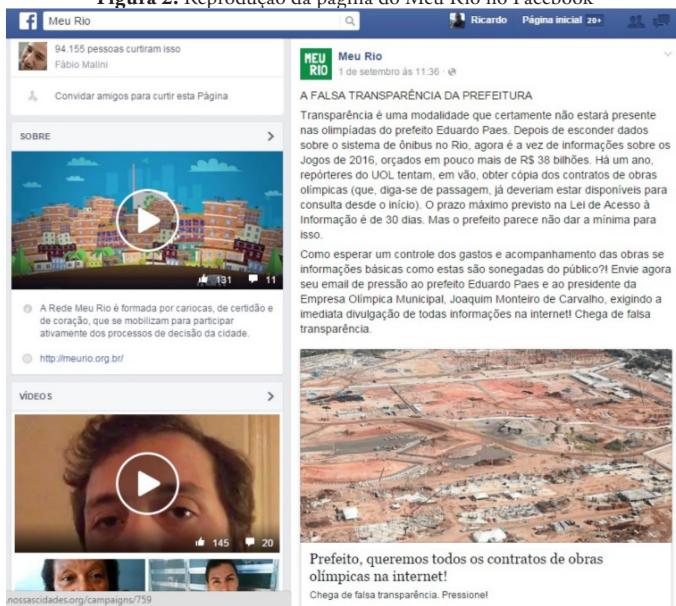 Figura 2. Reprodução da página do Meu Rio no Facebook
Meu Rio
Ricardo
Página inicial 20+
94.155 pessoas curtiram isso
Fábio Malini
Convidar amigos para curtir esta Página
SOBRE
131 11
A Rede Meu Rio é formada por cariocas, de certidão e
de coração, que se mobilizam para participar
ativamente dos processos de decisão da cidade.
http://meurio.org.br/
VÍDEOS
145 20
nossascidades.org/campaigns/759
MEU
RIO
Meu Rio
1 de setembro às 11:36
A FALSA TRANSPARÊNCIA DA PREFEITURA
Transparência é uma modalidade que certamente não estará presente
nas olimpíadas do prefeito Eduardo Paes. Depois de esconder dados
sobre o sistema de ônibus no Rio, agora é a vez de informações sobre os
Jogos de 2016, orçados em pouco mais de R$ 38 bilhões. Há um ano,
repórteres do UOL tentam, em vão, obter cópia dos contratos de obras
olímpicas (que, diga-se de passagem, já deveriam estar disponíveis para
consulta desde o início). O prazo máximo previsto na Lei de Acesso à
Informação é de 30 dias. Mas o prefeito parece não dar a mínima para
isso.
Como esperar um controle dos gastos e acompanhamento das obras se
informações básicas como estas são sonegadas do público?! Envie agora
seu email de pressão ao prefeito Eduardo Paes e ao presidente da
Empresa Olímpica Municipal, Joaquim Monteiro de Carvalho, exigindo a
imediata divulgação de todas informações na internet! Chega de falsa
transparência.
Prefeito, queremos todos os contratos de obras
olímpicas na internet!
Chega de falsa transparência. Pressione!